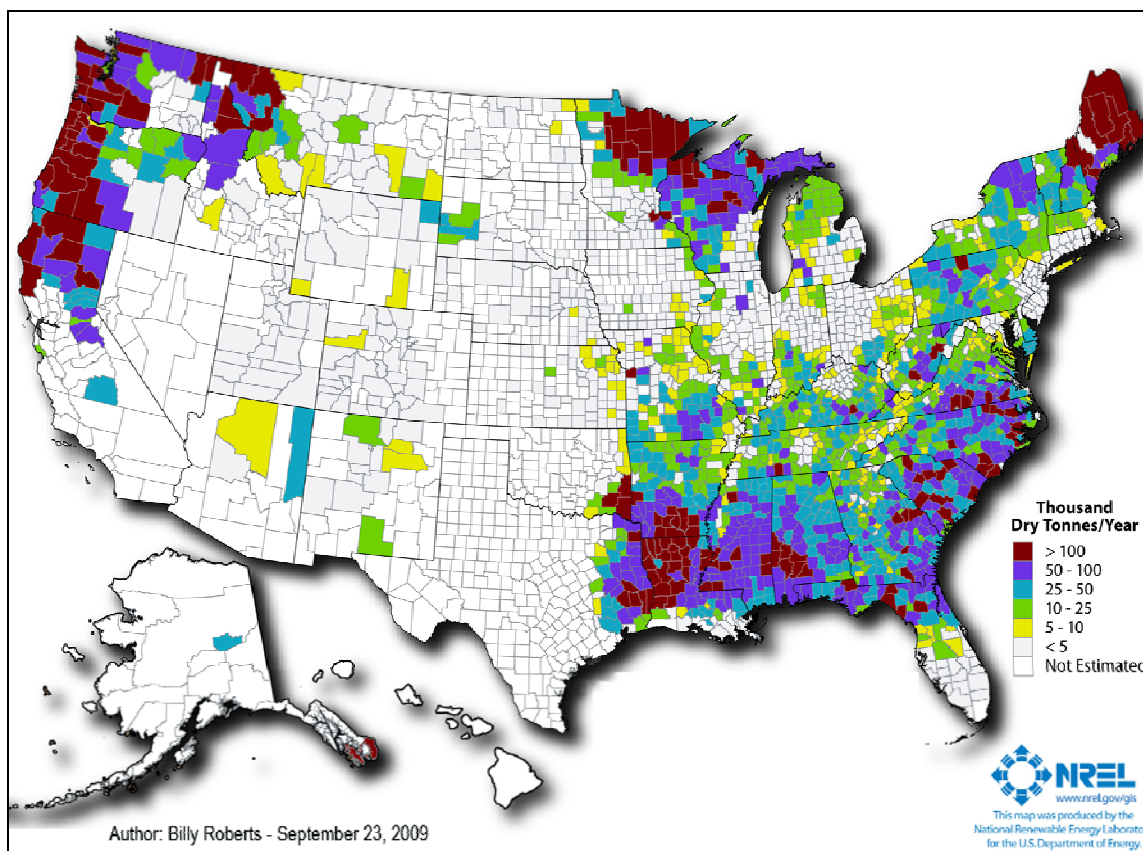 Thousand
Dry Tonnes/Year
> 100
50 - 100
25 - 50
10 - 25
5 - 10
< 5
Not Estimated
NREL
www.nrel.gov/gis
This map was produced by the
National Renewable Energy Laborato
for the U.S. Department of Energy.
Author: Billy Roberts - September 23, 2009